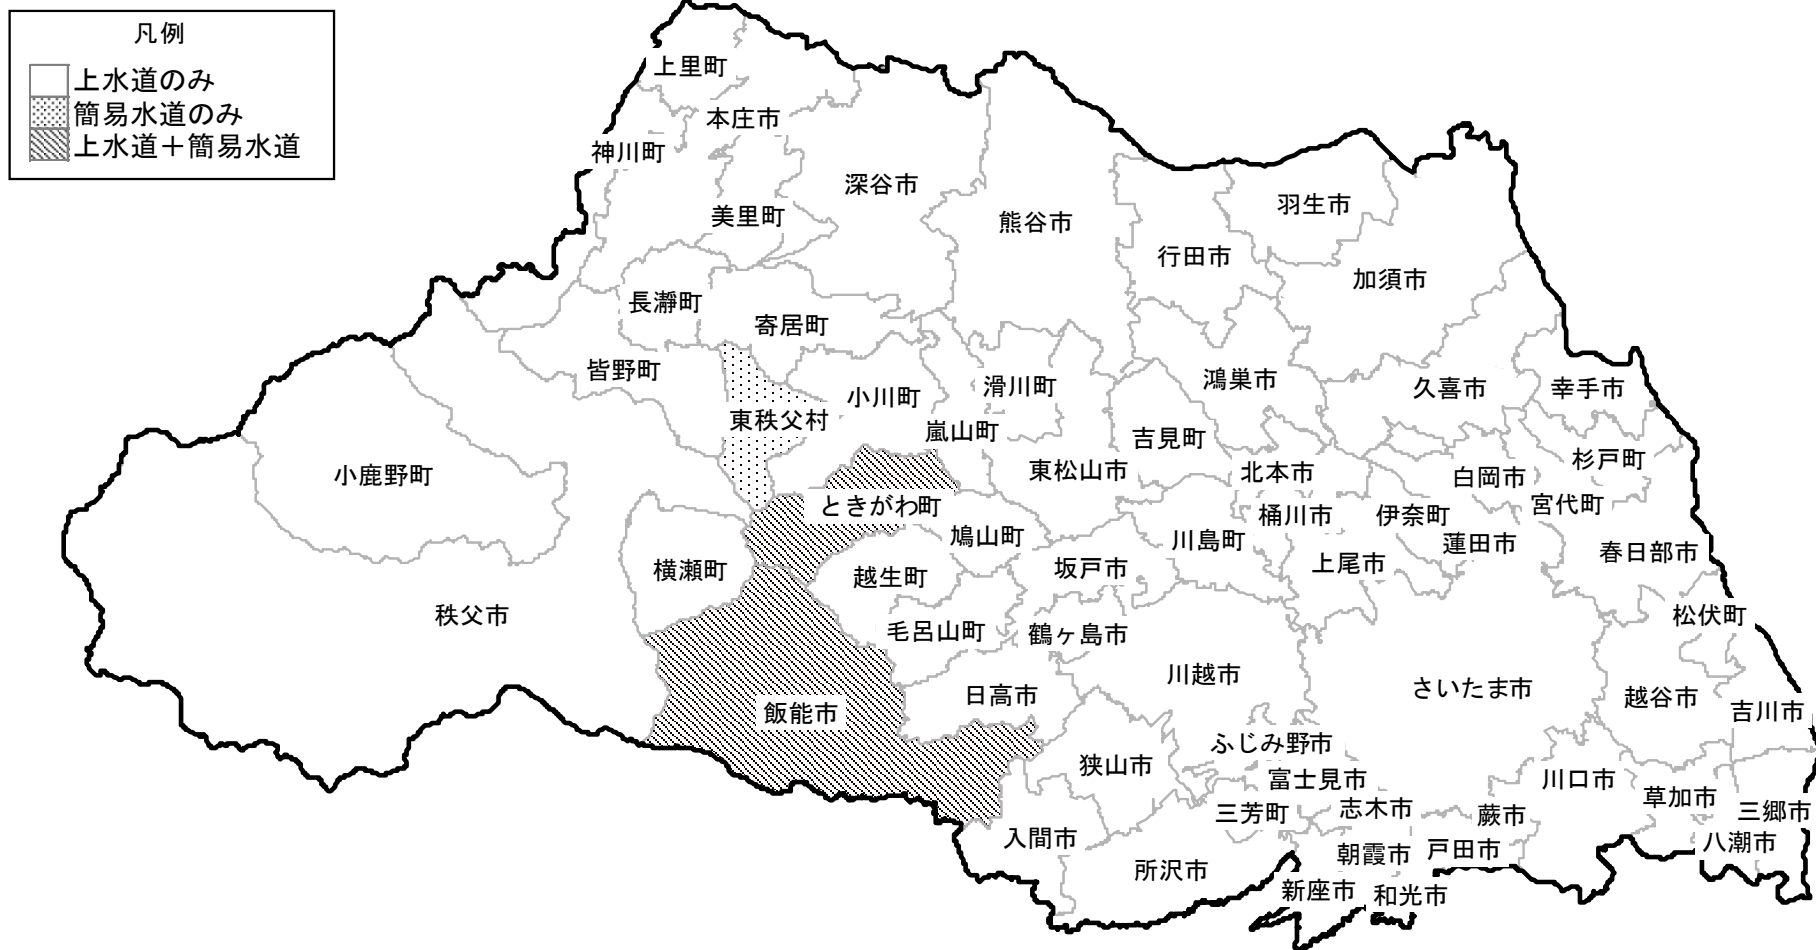 凡例
上水道のみ
簡易水道のみ
上水道＋簡易水道
上里町
本庄市
神川町
深谷市
美里町
熊谷市
羽生市
行田市
加須市
長瀞町
寄居町
皆野町
小川町
滑川町
鴻巣市
久喜市
幸手市
東秩父村
嵐山町
吉見町
小鹿野町
東松山市
北本市
白岡市
杉戸町
ときがわ町
桶川市
伊奈町
宮代町
鳩山町
川島町
蓮田市
春日部市
横瀬町
越生町
坂戸市
上尾市
秩父市
毛呂山町
鶴ヶ島市
松伏町
川越市
さいたま市
日高市
越谷市
飯能市
吉川市
ふじみ野市
狭山市
富士見市
川口市
三芳町
志木市
蕨市
草加市
三郷市
入間市
朝霞市
戸田市
八潮市
所沢市
新座市
和光市